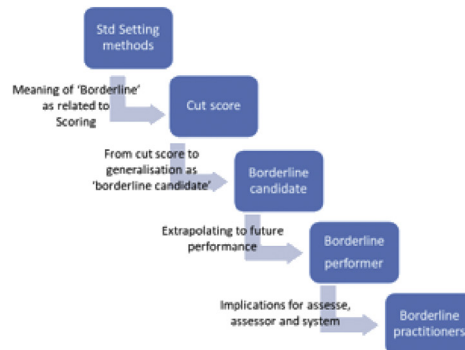 Std Setting
methods
Meaning of 'Borderline'
as related to
Scoring
Cut score
From cut score to
generalisation as
'borderline candidate'
Borderline
candidate
Extrapolating to future
performance
Borderline
performer
Implications for assesse,
assessor and system
Borderline
practitioners